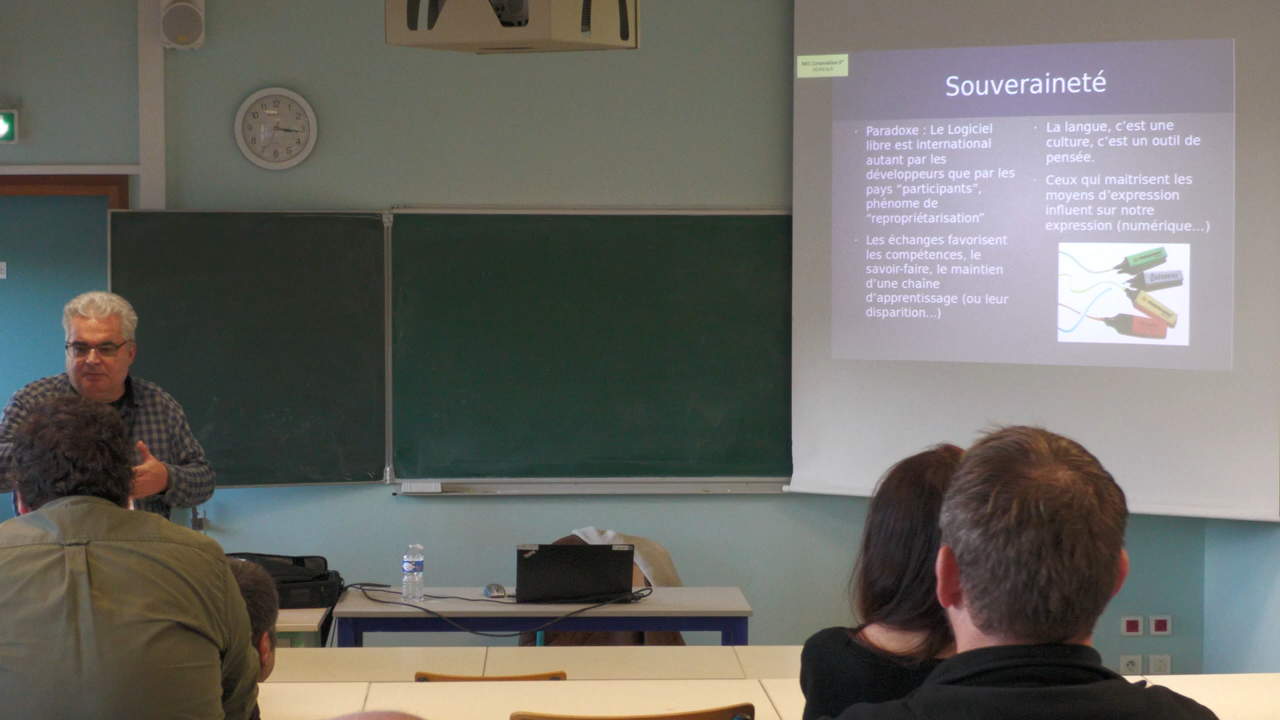 Souveraineté
· Paradoxe : Le Logiciel
libre est international
autant par les
développeurs que par les
pays “participants”,
phénome de
“repropriétarisation”
· Les échanges favorisent
les compétences, le
savoir-faire, le maintien
d’une chaîne
d’apprentissage (ou leur
disparition...)
· La langue, c’est une
culture, c’est un outil de
pensée.
· Ceux qui maitrisent les
moyens d’expression
influent sur notre
expression (numérique...)